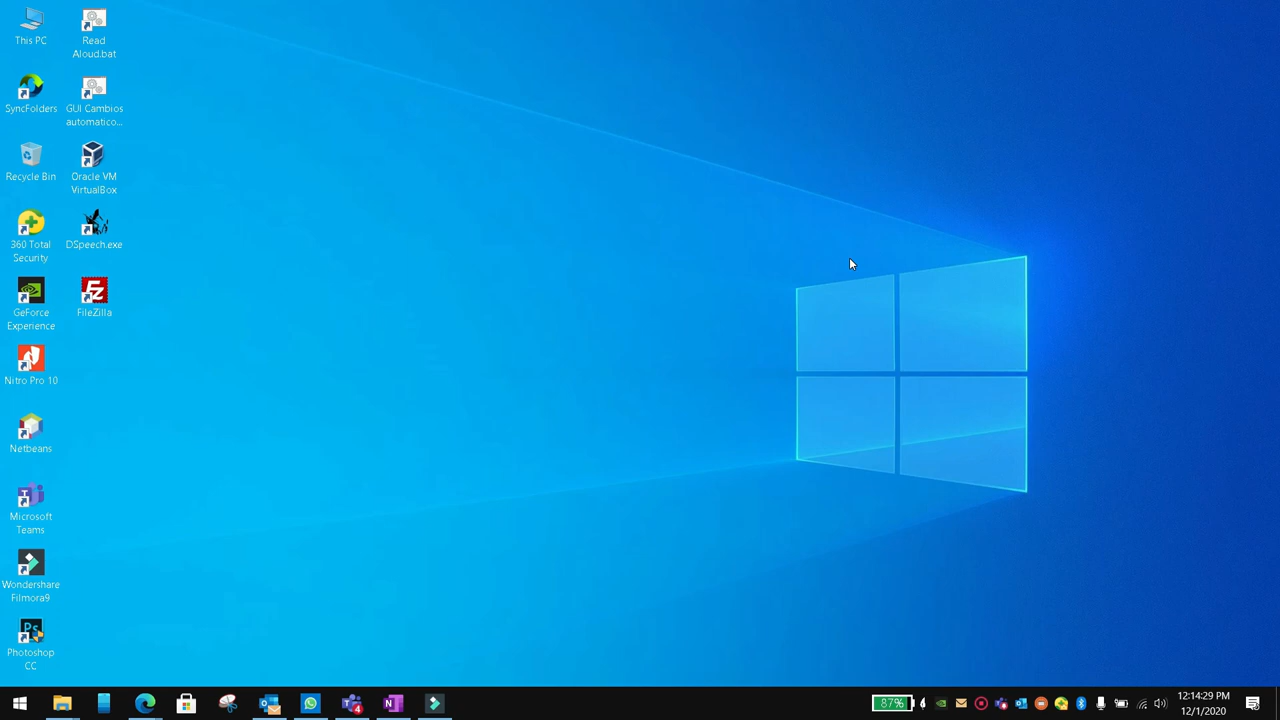 This PC
Read
Aloud.bat
SyncFolders
GUI Cambios
automatico...
Recycle Bin
Oracle VM
VirtualBox
360 Total
Security
DSpeech.exe
GeForce
Experience
FileZilla
Nitro Pro 10
Netbeans
Microsoft
Teams
Wondershare
Filmora9
Photoshop
CC
87%
12:14:29 PM
12/1/2020